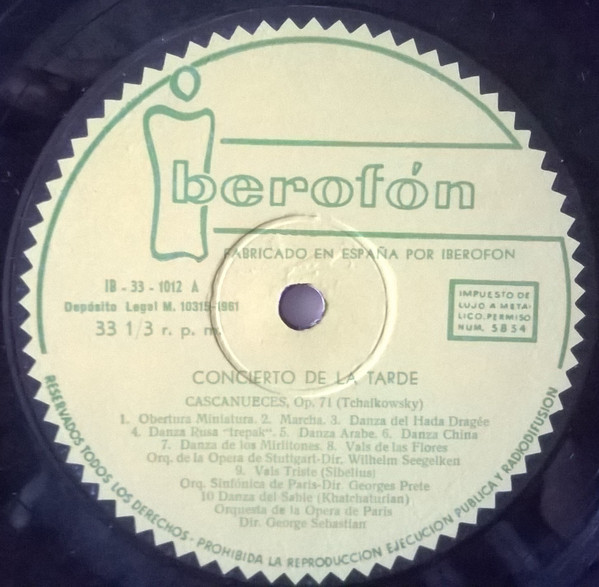 Iberofón
FABRICADO EN ESPAÑA POR IBEROFON
IB - 33 - 1012 A
Depósito Legal M. 10315-1961
33 1/3 r. p. m.
IMPUESTO DE
LUJO A METÁ-
LICO: PERMISO
NUM. 5854
CONCIERTO DE LA TARDE
CASCANUECES, Op. 71 (Tchaikowsky)
1. Obertura Miniatura. 2. Marcha. 3. Danza del Hada Dragée
4. Danza Rusa "trepak". 5. Danza Arabe. 6. Danza China
7. Danza de los Mirlitones. 8. Vals de las Flores
Orq. de la Opera de Stuttgart-Dir. Wilhelm Seegelken
9. Vals Triste (Sibelius)
Orq. Sinfónica de Paris-Dir. Georges Prete
10 Danza del Sable (Khatchaturian)
Orquesta de la Opera de Paris
Dir. George Sebastian
RESERVADOS TODOS LOS DERECHOS - PROHIBIDA LA REPRODUCCION EJECUCION PUBLICA Y RADIODIFUSION